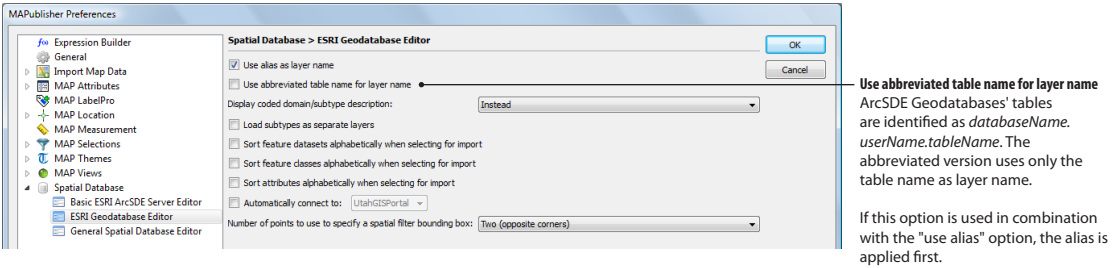 MAPublisher Preferences
fxx Expression Builder
General
Import Map Data
MAP Attributes
MAP LabelPro
MAP Location
MAP Measurement
MAP Selections
MAP Themes
MAP Views
Spatial Database
Basic ESRI ArcSDE Server Editor
ESRI Geodatabase Editor
General Spatial Database Editor
Spatial Database > ESRI Geodatabase Editor
Use alias as layer name
Use abbreviated table name for layer name
Display coded domain/subtype description: Instead
Load subtypes as separate layers
Sort feature datasets alphabetically when selecting for import
Sort feature classes alphabetically when selecting for import
Sort attributes alphabetically when selecting for import
Automatically connect to: UtahGISPortal
Number of points to use to specify a spatial filter bounding box: Two (opposite corners)
OK
Cancel
Use abbreviated table name for layer name
ArcSDE Geodatabases' tables
are identified as databaseName.
userName.tableName. The
abbreviated version uses only the
table name as layer name.
If this option is used in combination
with the "use alias" option, the alias is
applied first.